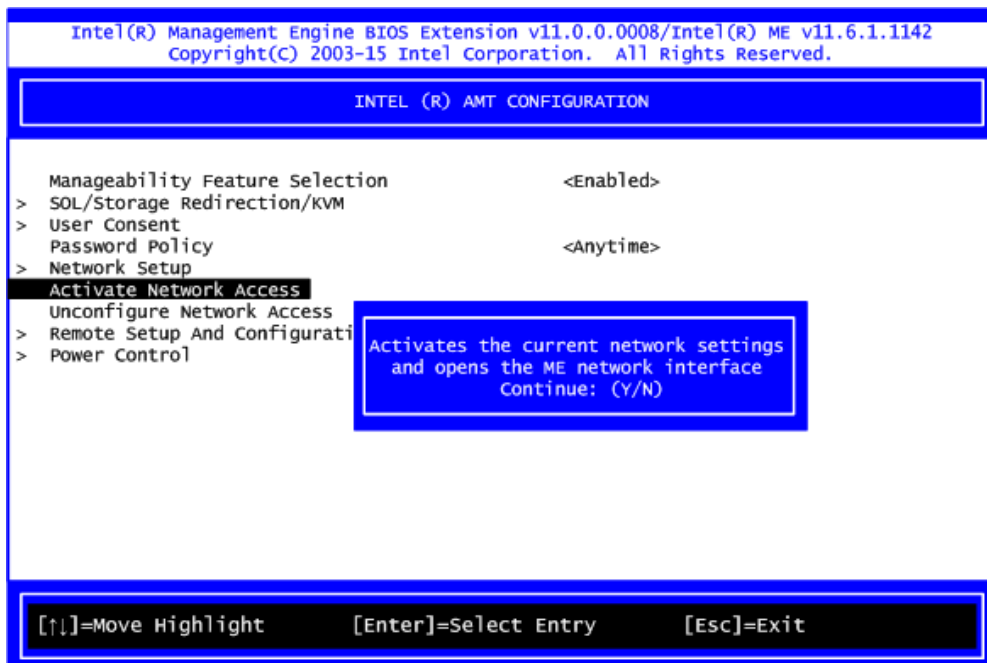 Intel(R) Management Engine BIOS Extension v11.0.0.0008/Intel(R) ME v11.6.1.1142
Copyright(C) 2003-15 Intel Corporation. All Rights Reserved.
INTEL (R) AMT CONFIGURATION
Manageability Feature Selection <Enabled>
> SOL/Storage Redirection/KVM
> User Consent
Password Policy <Anytime>
> Network Setup
Activate Network Access
Unconfigure Network Access
> Remote Setup And Configurati
> Power Control
Activates the current network settings
and opens the ME network interface
Continue: (Y/N)
[↑↓]=Move Highlight [Enter]=Select Entry [Esc]=Exit